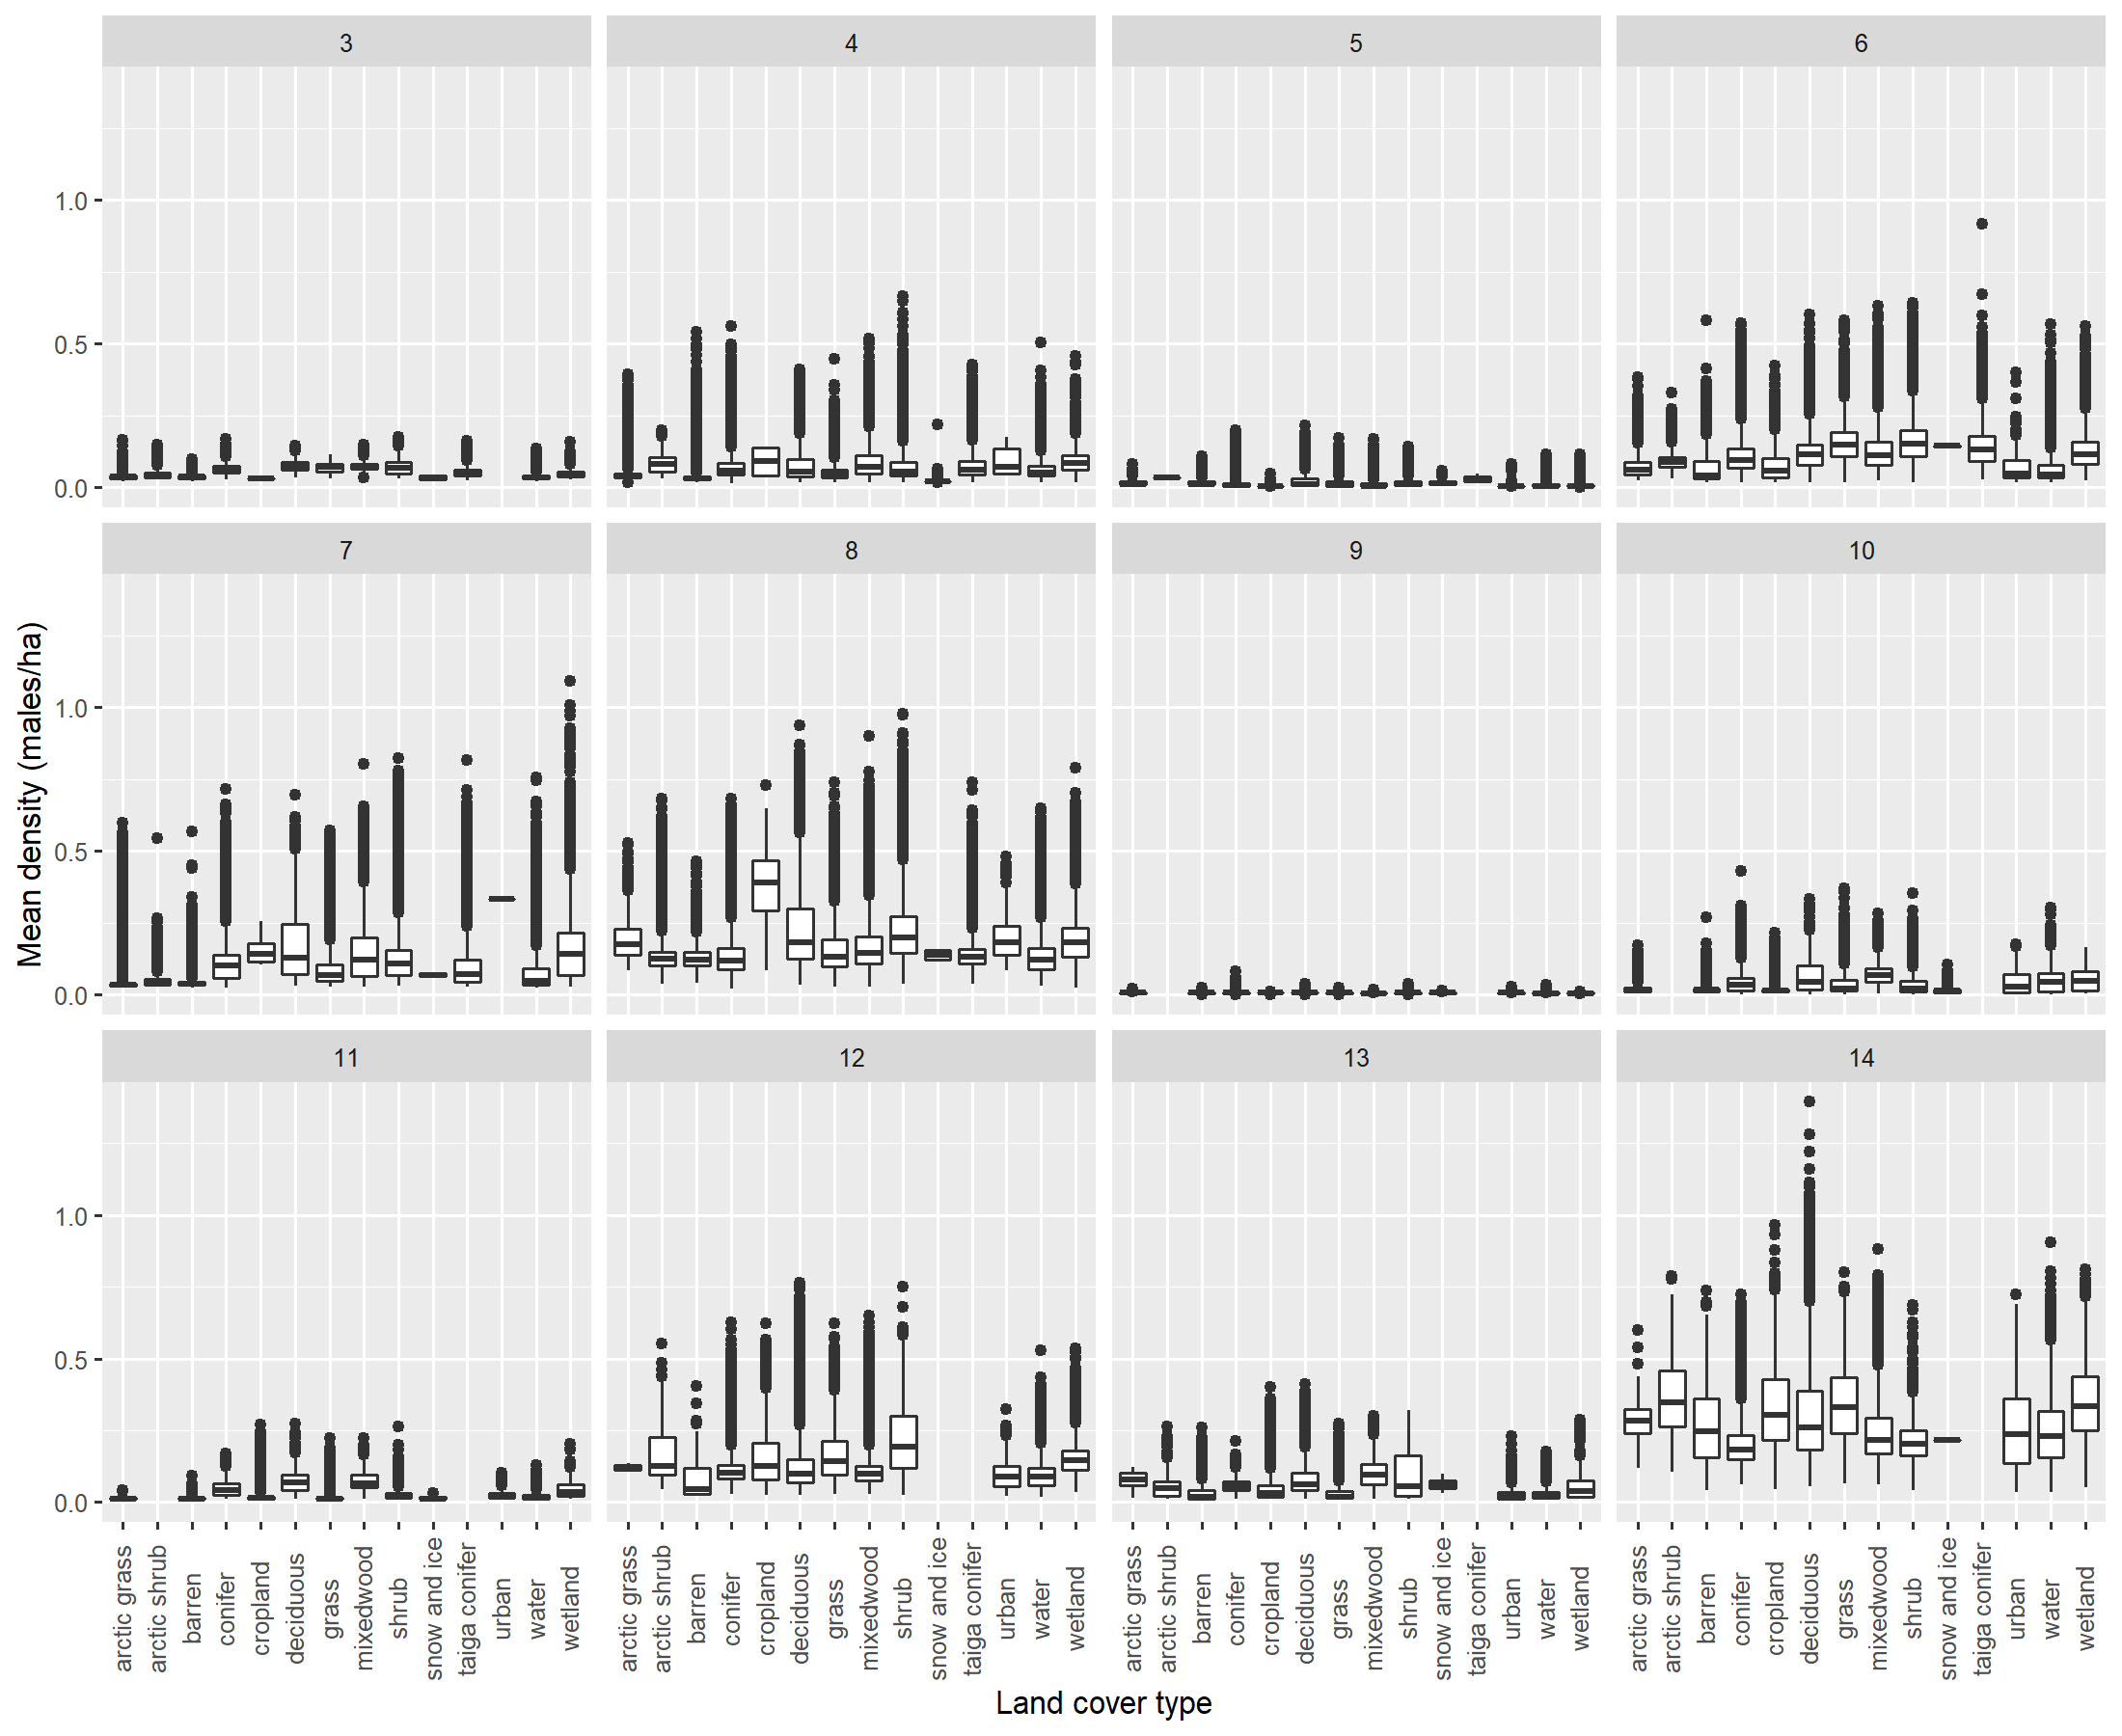 3 4 5 6
1.0
0.5
0.0
7 8 9 10
1.0
0.5
0.0
11 12 13 14
1.0
0.5
0.0
Mean density (males/ha)
arctic grass arctic shrub barren conifer cropland deciduous grass mixedwood shrub snow and ice taiga conifer urban water wetland
arctic grass arctic shrub barren conifer cropland deciduous grass mixedwood shrub snow and ice taiga conifer urban water wetland
arctic grass arctic shrub barren conifer cropland deciduous grass mixedwood shrub snow and ice taiga conifer urban water wetland
arctic grass arctic shrub barren conifer cropland deciduous grass mixedwood shrub snow and ice taiga conifer urban water wetland
Land cover type